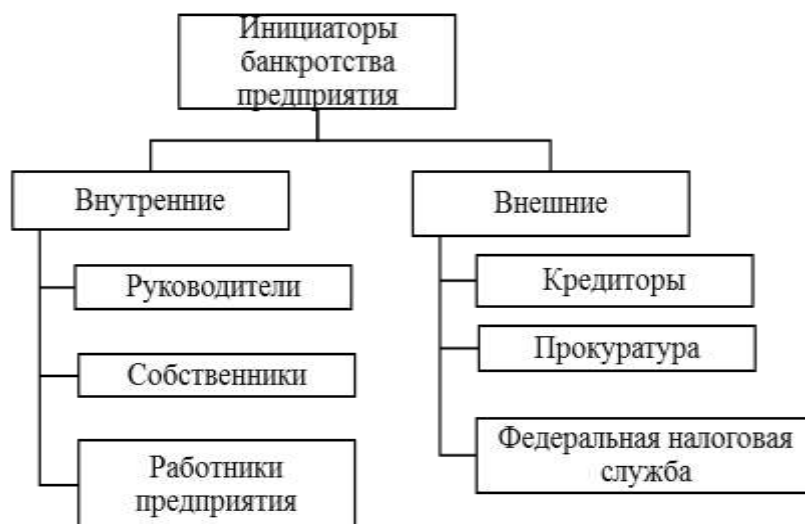 Инициаторы
банкротства
предприятия
Внутренние
Внешние
Руководители
Кредиторы
Собственники
Прокуратура
Работники
предприятия
Федеральная налоговая
служба